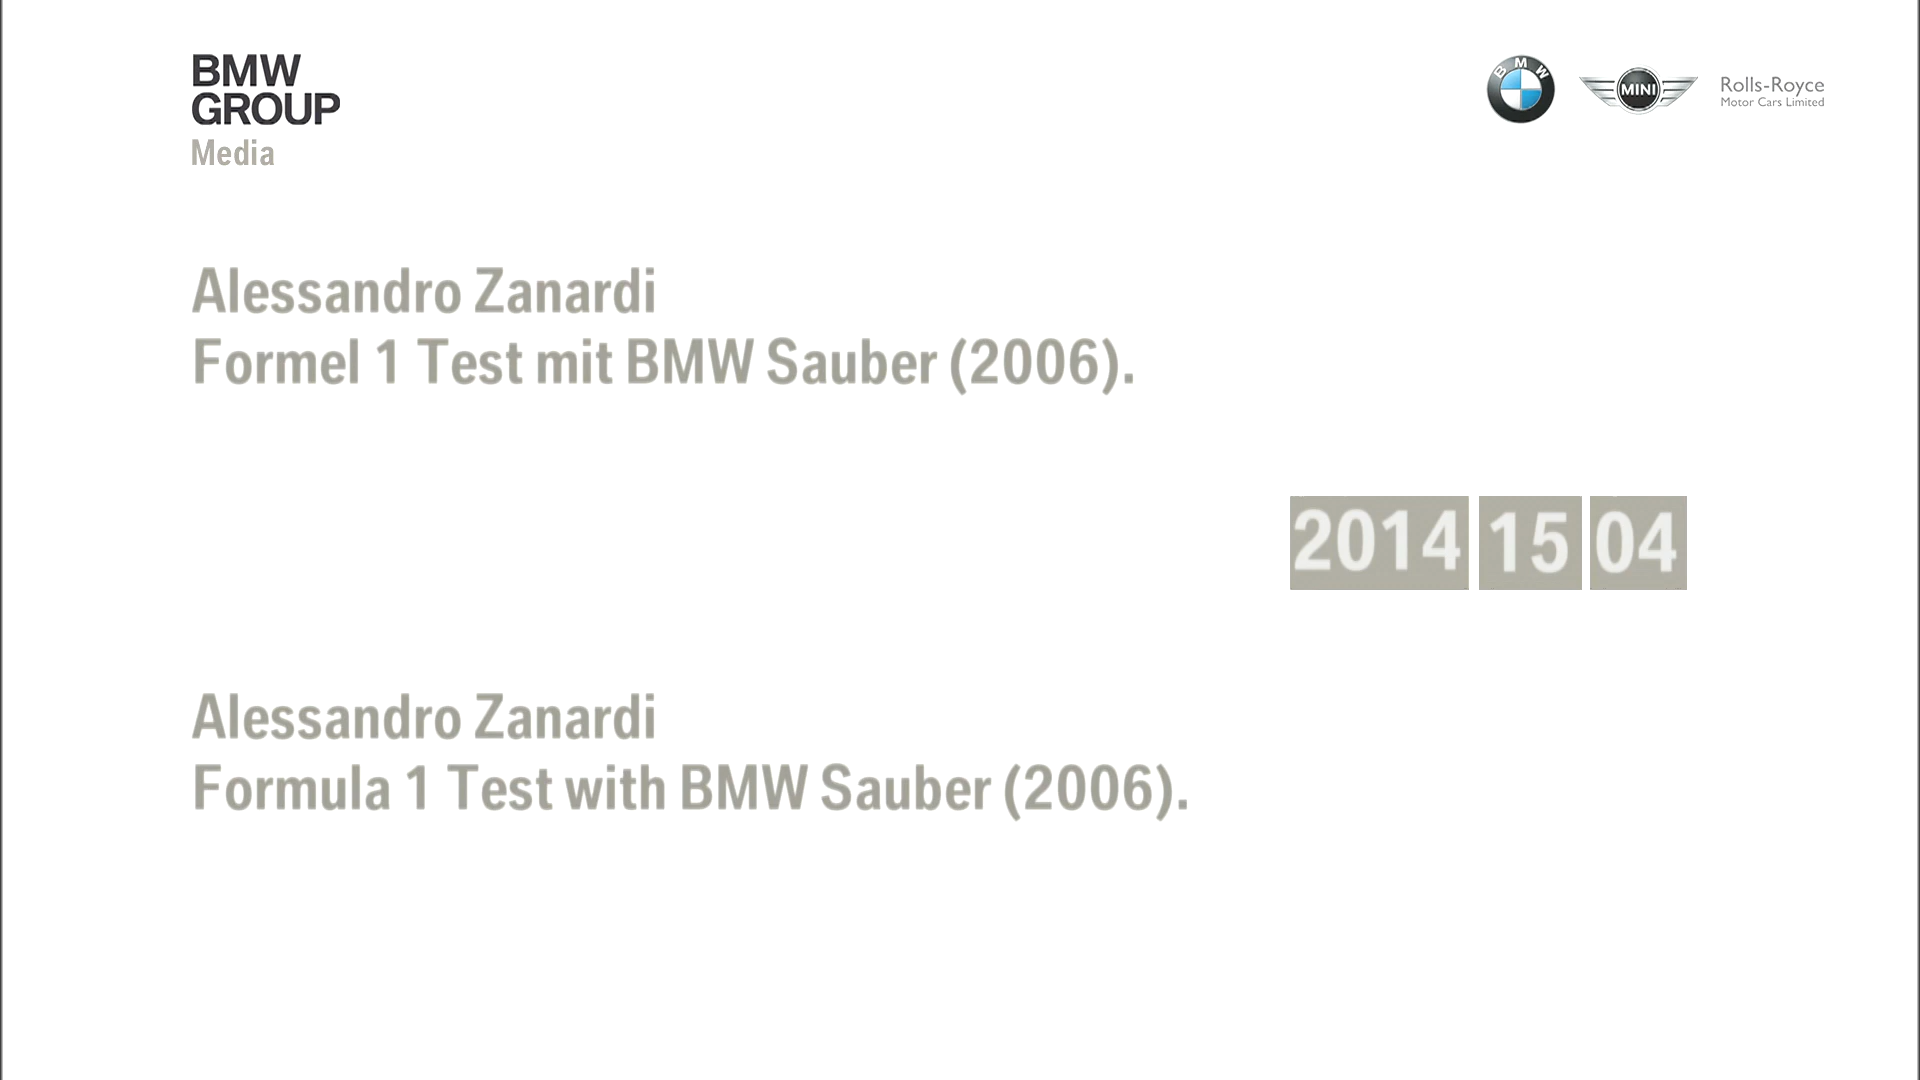 BMW
GROUP
Media
BMW
MINI
Rolls-Royce
Motor Cars Limited
Alessandro Zanardi
Formel 1 Test mit BMW Sauber (2006).
2014 15 04
Alessandro Zanardi
Formula 1 Test with BMW Sauber (2006).